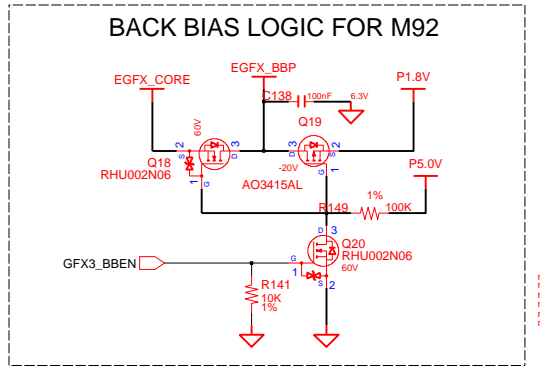 BACK BIAS LOGIC FOR M92
EGFX_CORE
EGFX_BBP
P1.8V
C138
100nF
6.3V
Q19
60V
2
S
3
D
3
D
2
S
Q18
RHU002N06
1
G
-20V
1
G
AO3415AL
P5.0V
R149
1%
100K
D
3
Q20
RHU002N06
60V
GFX3_BBEN
G
1
S
2
R141
10K
1%